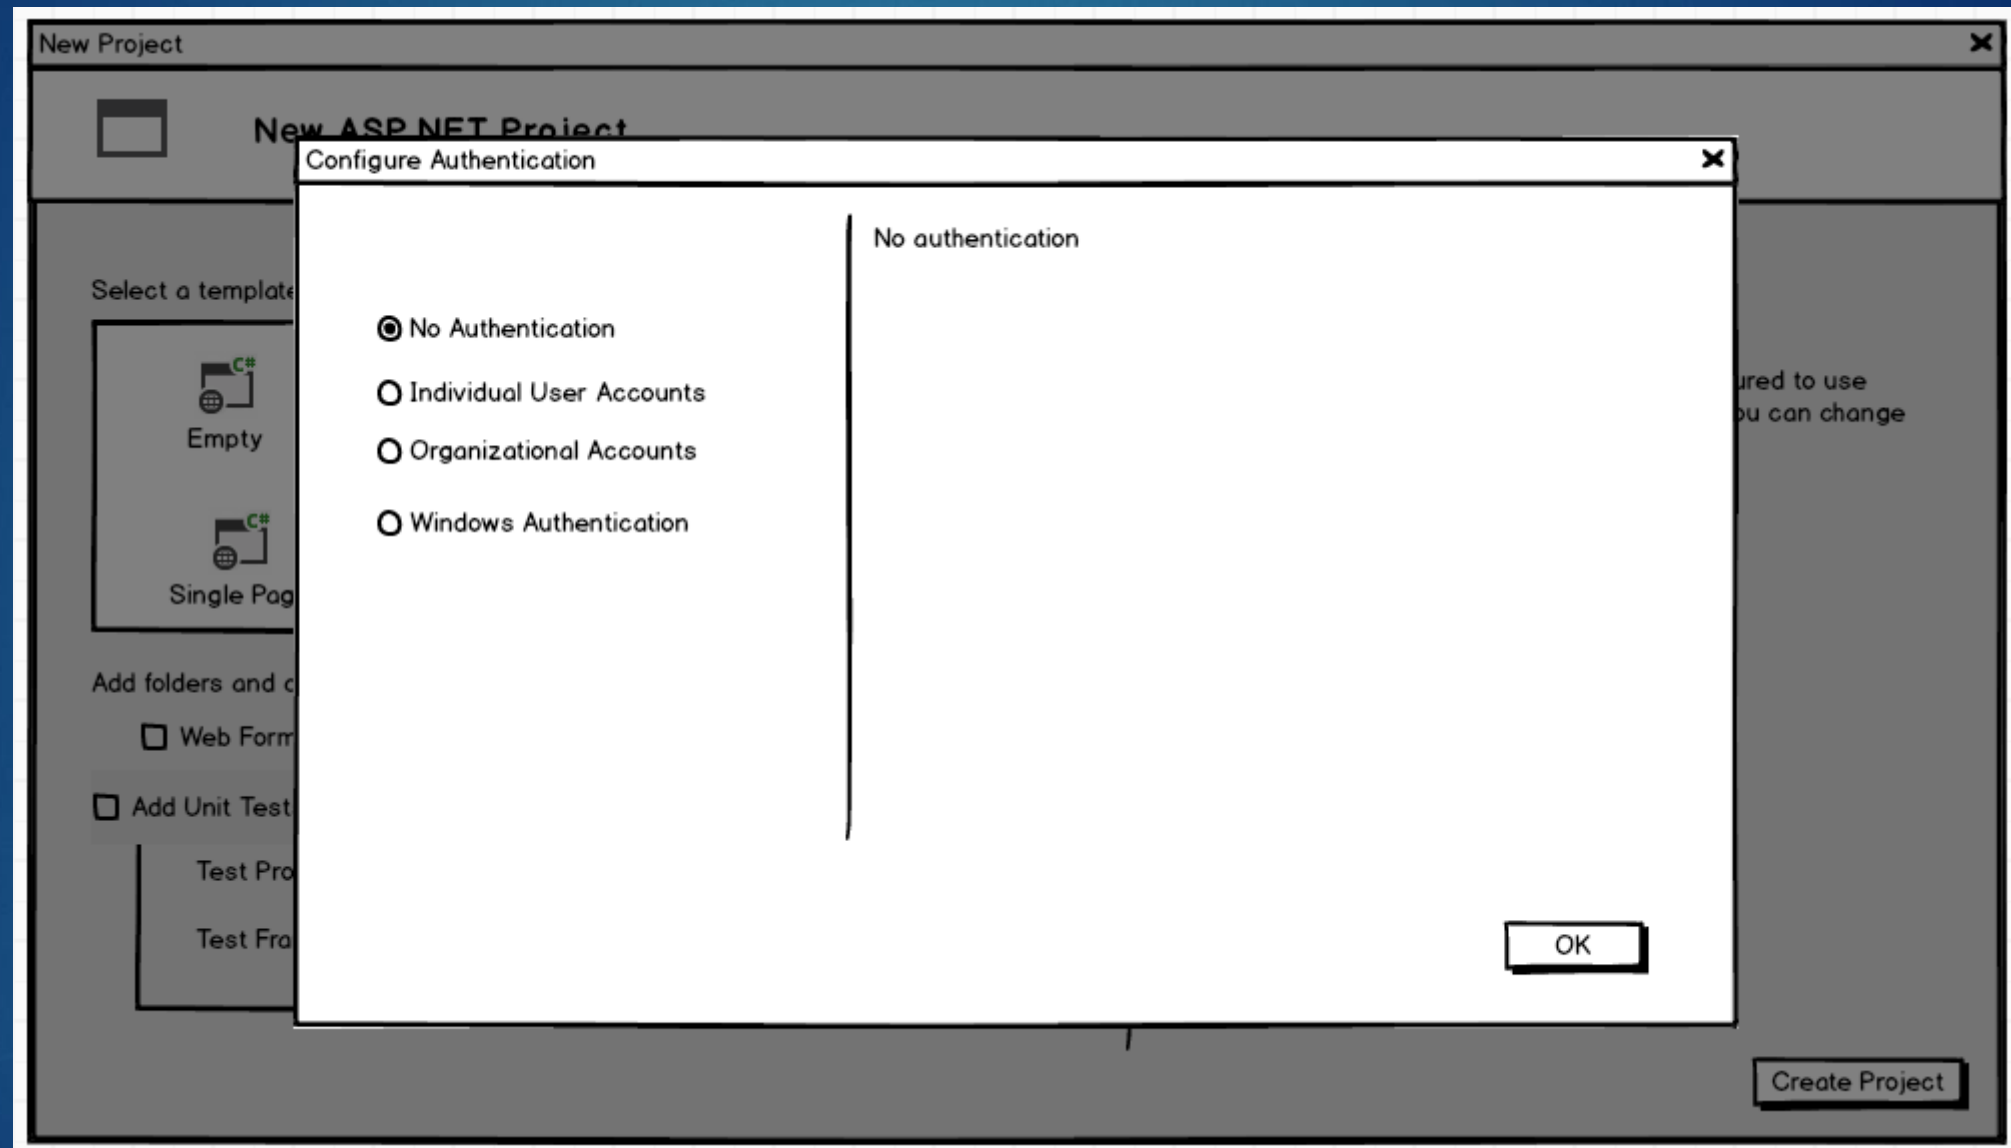 New Project
New ASP.NET Project
Configure Authentication
No authentication
Select a template
No Authentication
Individual User Accounts
Organizational Accounts
Windows Authentication
C#
Empty
C#
Single Pag
ured to use
ou can change
Add folders and c
Web Form
Add Unit Test
Test Pro
Test Fra
OK
Create Project